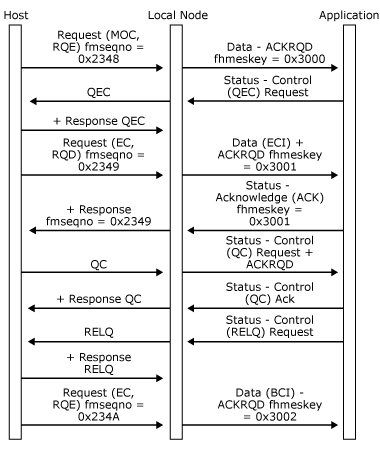 Host Local Node Application
Request (MOC,
RQE) fmseqno =
0x2348
Data - ACKRQD
fhmeskey = 0x3000
Status - Control
(QEC) Request
QEC
+ Response QEC
Request (EC,
RQD) fmseqno =
0x2349
Data (ECI) +
ACKRQD fhmeskey
= 0x3001
Status -
Acknowledge (ACK)
fhmeskey =
0x3001
+ Response
fmseqno = 0x2349
Status - Control
(QC) Request +
ACKRQD
QC
Status - Control
(QC) Ack
+ Response QC
Status - Control
(RELQ) Request
RELQ
+ Response
RELQ
Request (EC,
RQE) fmseqno =
0x234A
Data (BCI) -
ACKRQD fhmeskey
= 0x3002